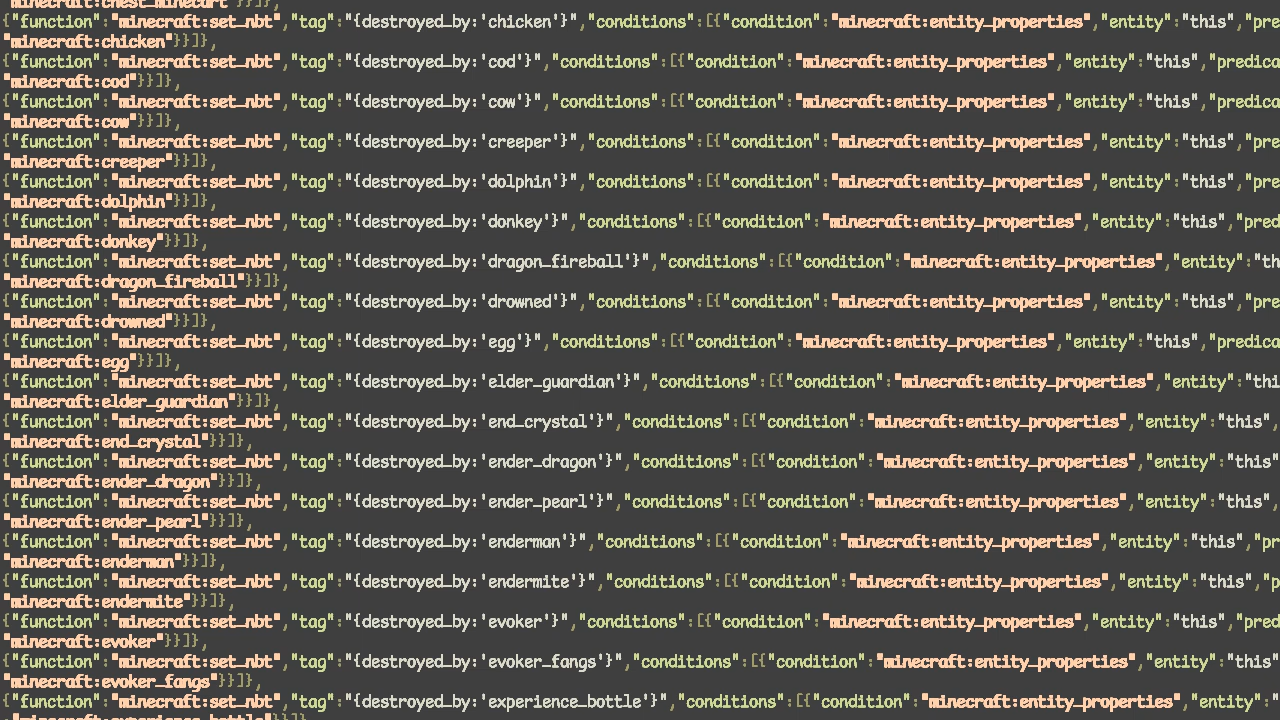 "minecraft:chest_minecart"}}]},
{"function":"minecraft:set_nbt","tag":"{destroyed_by:'chicken'}","conditions":[{"condition":"minecraft:entity_properties","entity":"this","pre
"minecraft:chicken"}}]},
{"function":"minecraft:set_nbt","tag":"{destroyed_by:'cod'}","conditions":[{"condition":"minecraft:entity_properties","entity":"this","predica
"minecraft:cod"}}]},
{"function":"minecraft:set_nbt","tag":"{destroyed_by:'cow'}","conditions":[{"condition":"minecraft:entity_properties","entity":"this","predica
"minecraft:cow"}}]},
{"function":"minecraft:set_nbt","tag":"{destroyed_by:'creeper'}","conditions":[{"condition":"minecraft:entity_properties","entity":"this","pre
"minecraft:creeper"}}]},
{"function":"minecraft:set_nbt","tag":"{destroyed_by:'dolphin'}","conditions":[{"condition":"minecraft:entity_properties","entity":"this","pre
"minecraft:dolphin"}}]},
{"function":"minecraft:set_nbt","tag":"{destroyed_by:'donkey'}","conditions":[{"condition":"minecraft:entity_properties","entity":"this","pred
"minecraft:donkey"}}]},
{"function":"minecraft:set_nbt","tag":"{destroyed_by:'dragon_fireball'}","conditions":[{"condition":"minecraft:entity_properties","entity":"th
"minecraft:dragon_fireball"}}]},
{"function":"minecraft:set_nbt","tag":"{destroyed_by:'drowned'}","conditions":[{"condition":"minecraft:entity_properties","entity":"this","pre
"minecraft:drowned"}}]},
{"function":"minecraft:set_nbt","tag":"{destroyed_by:'egg'}","conditions":[{"condition":"minecraft:entity_properties","entity":"this","predica
"minecraft:egg"}}]},
{"function":"minecraft:set_nbt","tag":"{destroyed_by:'elder_guardian'}","conditions":[{"condition":"minecraft:entity_properties","entity":"thi
"minecraft:elder_guardian"}}]},
{"function":"minecraft:set_nbt","tag":"{destroyed_by:'end_crystal'}","conditions":[{"condition":"minecraft:entity_properties","entity":"this",
"minecraft:end_crystal"}}]},
{"function":"minecraft:set_nbt","tag":"{destroyed_by:'ender_dragon'}","conditions":[{"condition":"minecraft:entity_properties","entity":"this"
"minecraft:ender_dragon"}}]},
{"function":"minecraft:set_nbt","tag":"{destroyed_by:'ender_pearl'}","conditions":[{"condition":"minecraft:entity_properties","entity":"this",
"minecraft:ender_pearl"}}]},
{"function":"minecraft:set_nbt","tag":"{destroyed_by:'enderman'}","conditions":[{"condition":"minecraft:entity_properties","entity":"this","pr
"minecraft:enderman"}}]},
{"function":"minecraft:set_nbt","tag":"{destroyed_by:'endermite'}","conditions":[{"condition":"minecraft:entity_properties","entity":"this","p
"minecraft:endermite"}}]},
{"function":"minecraft:set_nbt","tag":"{destroyed_by:'evoker'}","conditions":[{"condition":"minecraft:entity_properties","entity":"this","pred
"minecraft:evoker"}}]},
{"function":"minecraft:set_nbt","tag":"{destroyed_by:'evoker_fangs'}","conditions":[{"condition":"minecraft:entity_properties","entity":"this"
"minecraft:evoker_fangs"}}]},
{"function":"minecraft:set_nbt","tag":"{destroyed_by:'experience_bottle'}","conditions":[{"condition":"minecraft:entity_properties","entity":"
"minecraft:experience_bottle"}}]},